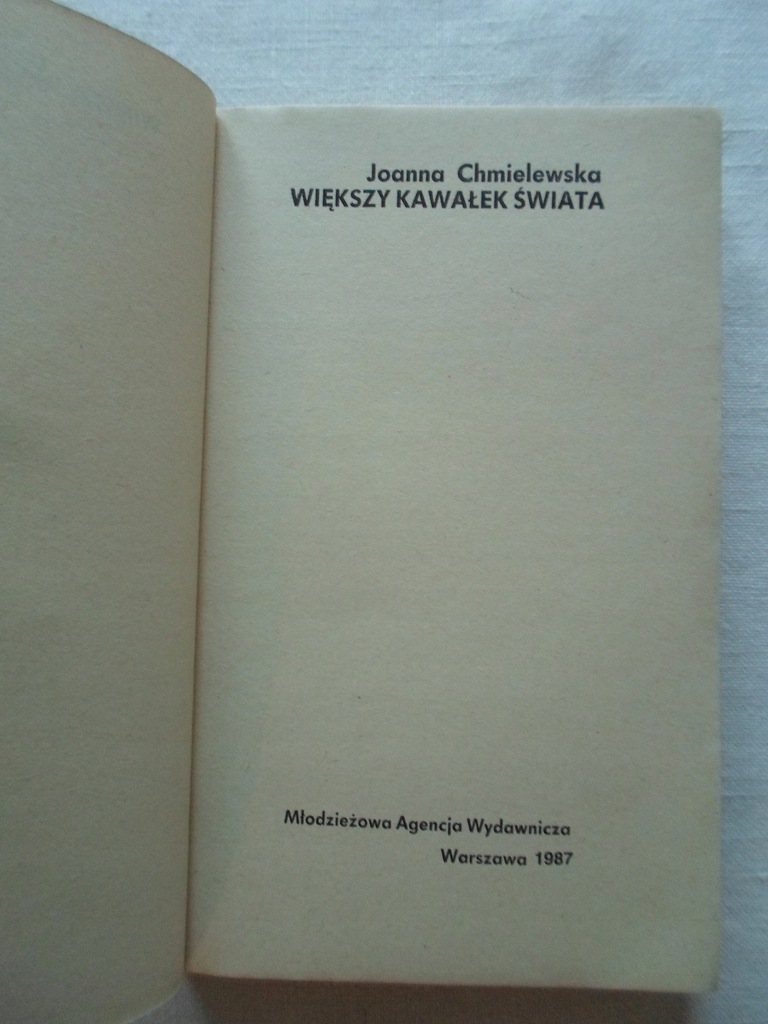 Joanna Chmielewska
WIĘKSZY KAWAŁEK ŚWIATA
Młodzieżowa Agencja Wydawnicza
Warszawa 1987